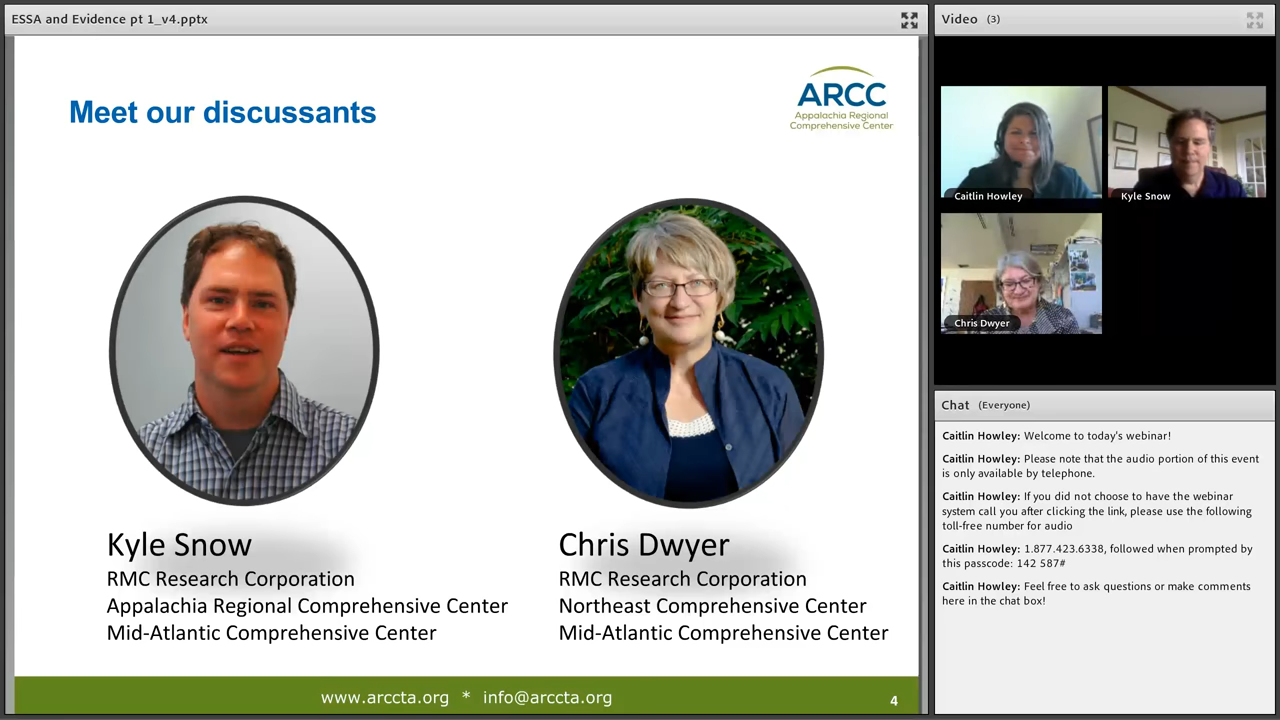 ESSA and Evidence pt 1_v4.pptx
Meet our discussants
ARCC
Appalachia Regional
Comprehensive Center
Kyle Snow
RMC Research Corporation
Appalachia Regional Comprehensive Center
Mid-Atlantic Comprehensive Center
Chris Dwyer
RMC Research Corporation
Northeast Comprehensive Center
Mid-Atlantic Comprehensive Center
www.arccta.org * info@arccta.org
4
Video (3)
Caitlin Howley
Kyle Snow
Chris Dwyer
Chat (Everyone)
Caitlin Howley: Welcome to today's webinar!
Caitlin Howley: Please note that the audio portion of this event
is only available by telephone.
Caitlin Howley: If you did not choose to have the webinar
system call you after clicking the link, please use the following
toll-free number for audio
Caitlin Howley: 1.877.423.6338, followed when prompted by
this passcode: 142 587#
Caitlin Howley: Feel free to ask questions or make comments
here in the chat box!